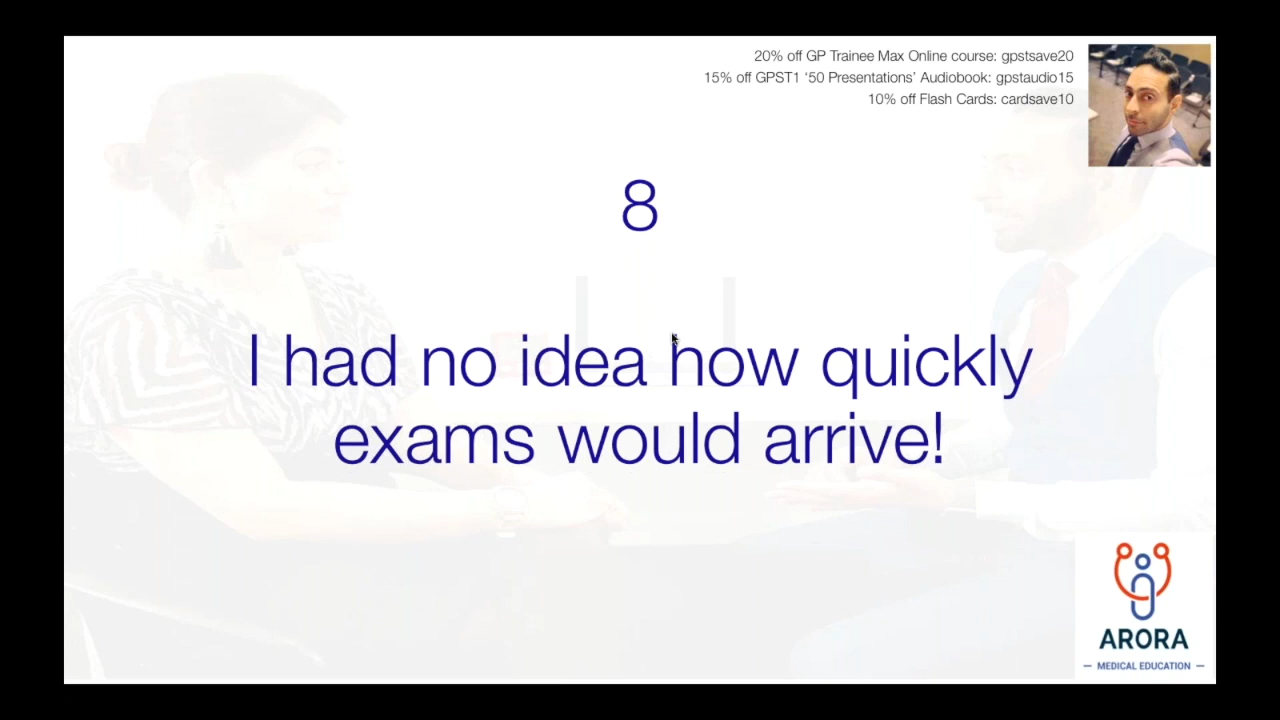 20% off GP Trainee Max Online course: gpstsave20
15% off GPST1 ‘50 Presentations’ Audiobook: gpstaudio15
10% off Flash Cards: cardsave10
8
I had no idea how quickly
exams would arrive!
ARORA
MEDICAL EDUCATION